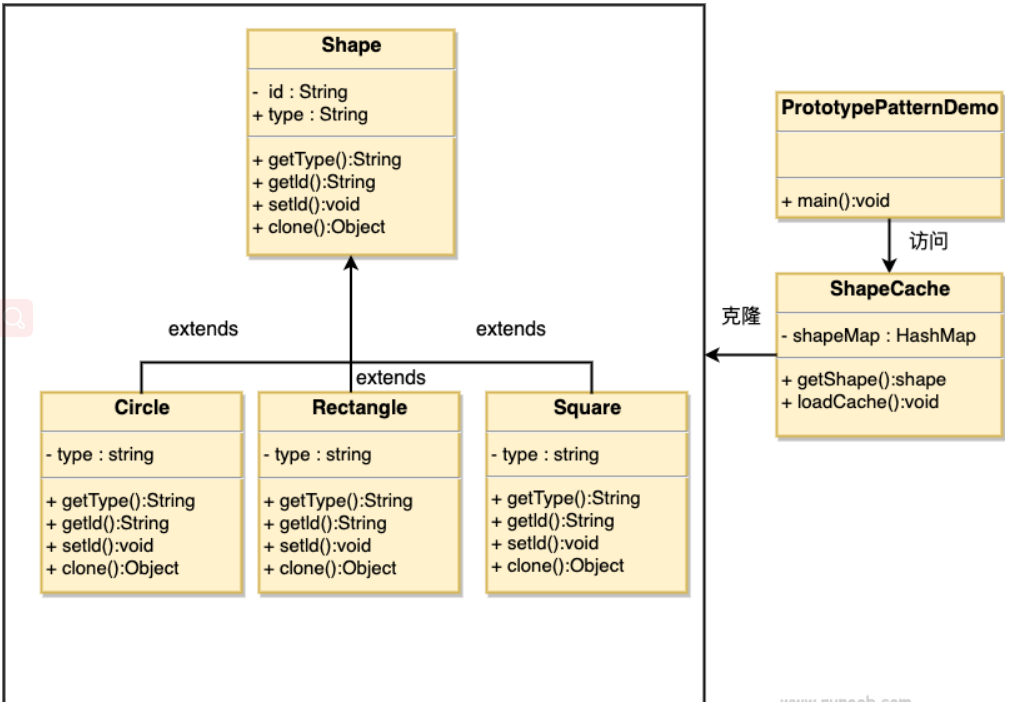 Shape
- id : String
+ type : String
+ getType():String
+ getId():String
+ setId():void
+ clone():Object
PrototypePatternDemo
+ main():void
访问
ShapeCache
- shapeMap : HashMap
+ getShape():shape
+ loadCache():void
克隆
extends
extends
extends
Circle
- type : string
+ getType():String
+ getId():String
+ setId():void
+ clone():Object
Rectangle
- type : string
+ getType():String
+ getId():String
+ setId():void
+ clone():Object
Square
- type : string
+ getType():String
+ getId():String
+ setId():void
+ clone():Object